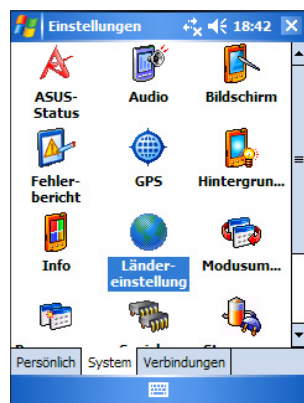 Einstellungen 18:42
ASUS-
Status
Audio
Bildschirm
Fehler-
bericht
GPS
Hintergrun...
Info
Länder-
einstellung
Modusum...
Persönlich System Verbindungen